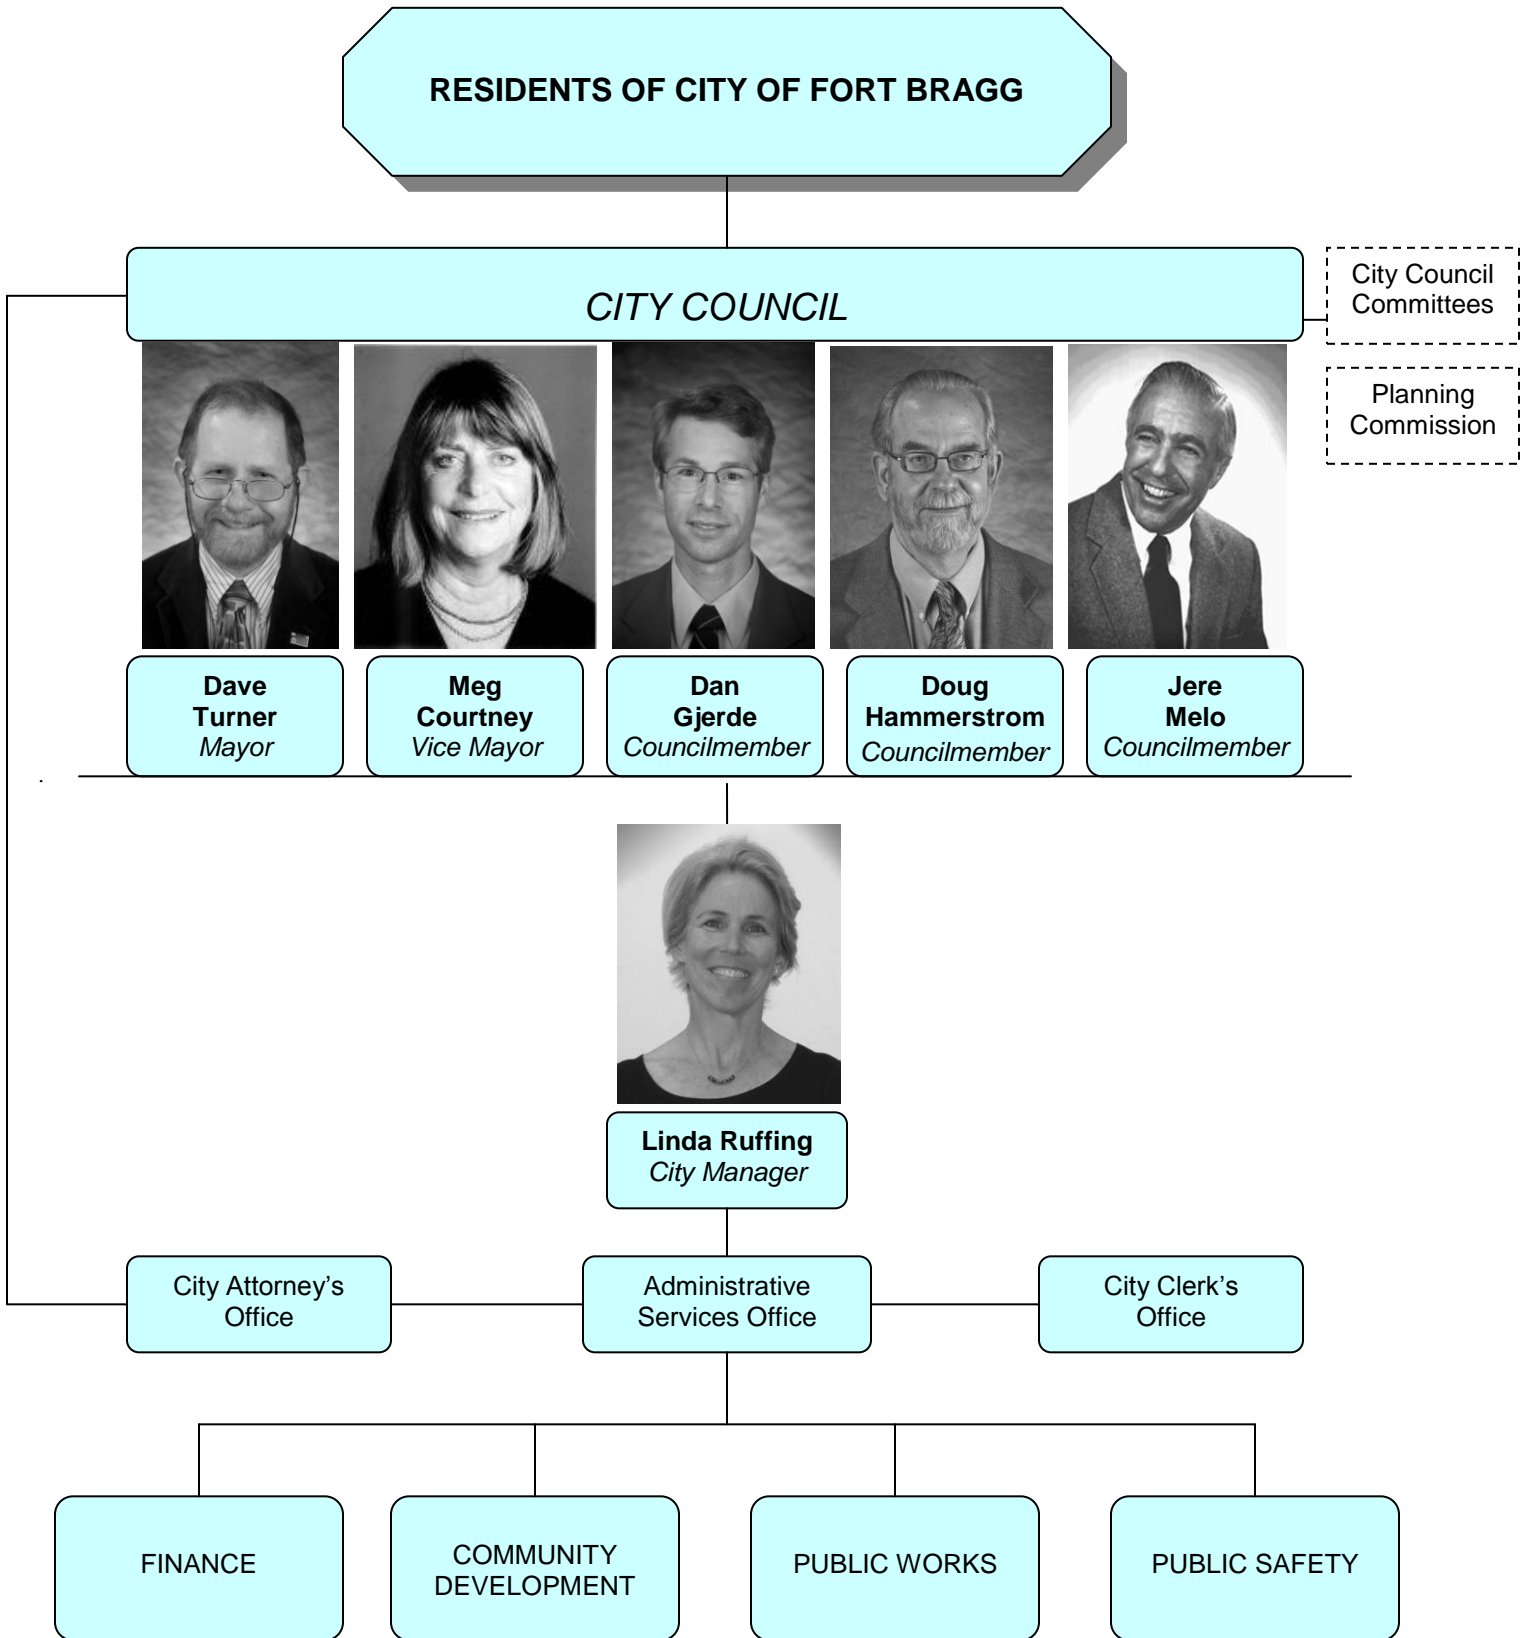 RESIDENTS OF CITY OF FORT BRAGG
CITY COUNCIL
City Council
Committees
Planning
Commission
Dave
Turner
Mayor
Meg
Courtney
Vice Mayor
Dan
Gjerde
Councilmember
Doug
Hammerstrom
Councilmember
Jere
Melo
Councilmember
.
Linda Ruffing
City Manager
City Attorney’s
Office
Administrative
Services Office
City Clerk’s
Office
FINANCE
COMMUNITY
DEVELOPMENT
PUBLIC WORKS
PUBLIC SAFETY